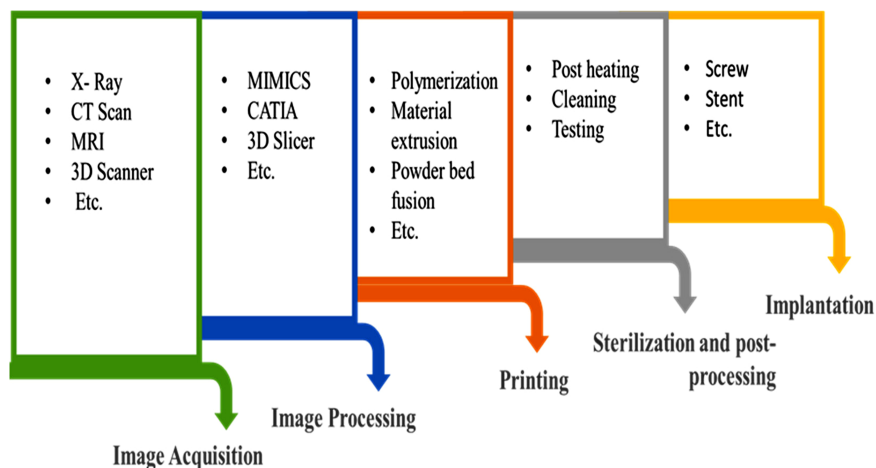 • X- Ray
• CT Scan
• MRI
• 3D Scanner
• Etc.
Image Acquisition
• MIMICS
• CATIA
• 3D Slicer
• Etc.
Image Processing
• Polymerization
• Material
extrusion
• Powder bed
fusion
• Etc.
Printing
• Post heating
• Cleaning
• Testing
Sterilization and post-
processing
• Screw
• Stent
• Etc.
Implantation